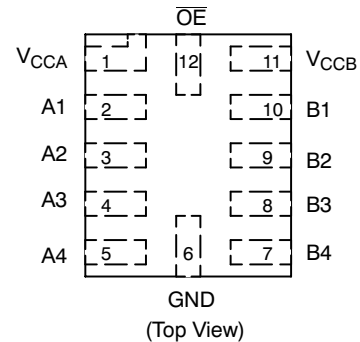 OE
VCCA 1 12 11 VCCB
A1 2 10 B1
A2 3 9 B2
A3 4 8 B3
A4 5 6 7 B4
GND
(Top View)